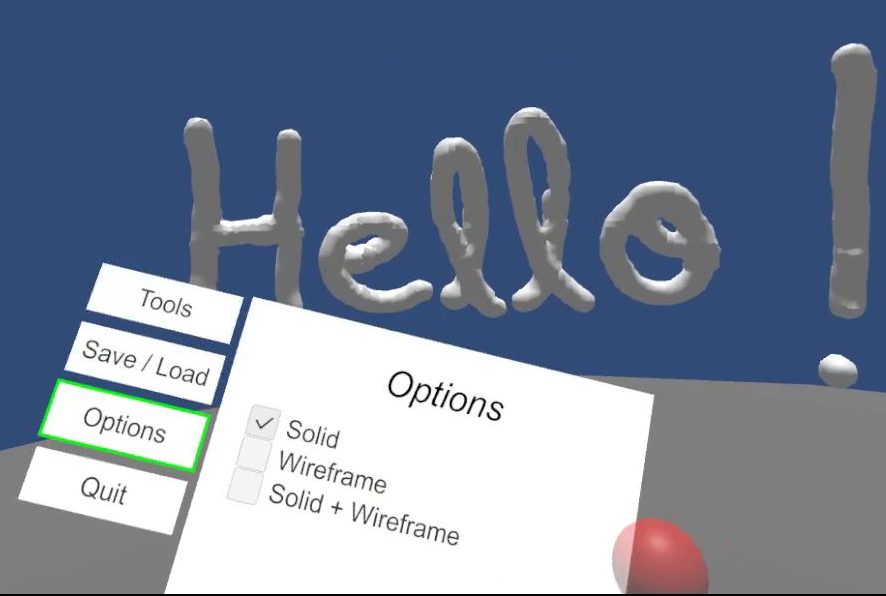 Hello !
Tools
Save / Load
Options
Quit
Options
Solid
Wireframe
Solid + Wireframe